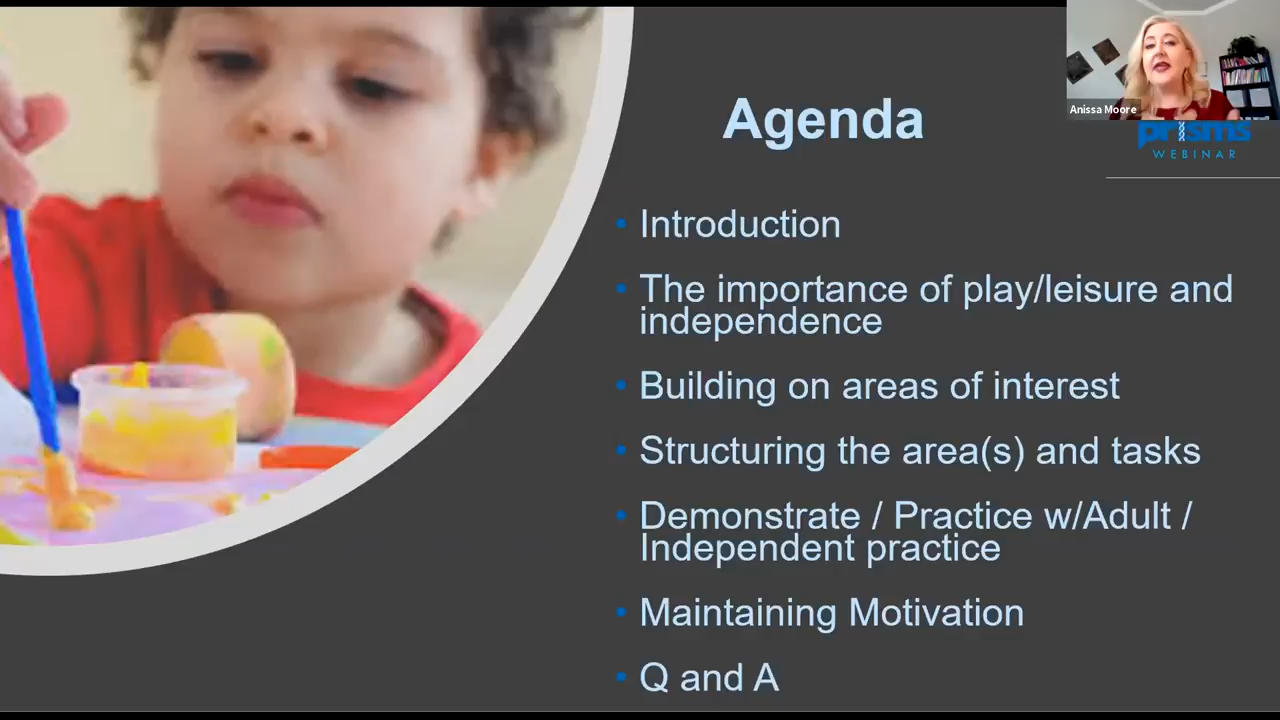 Anissa Moore
prisms
WEBINAR
Agenda
• Introduction
• The importance of play/leisure and
independence
• Building on areas of interest
• Structuring the area(s) and tasks
• Demonstrate / Practice w/Adult /
Independent practice
• Maintaining Motivation
• Q and A